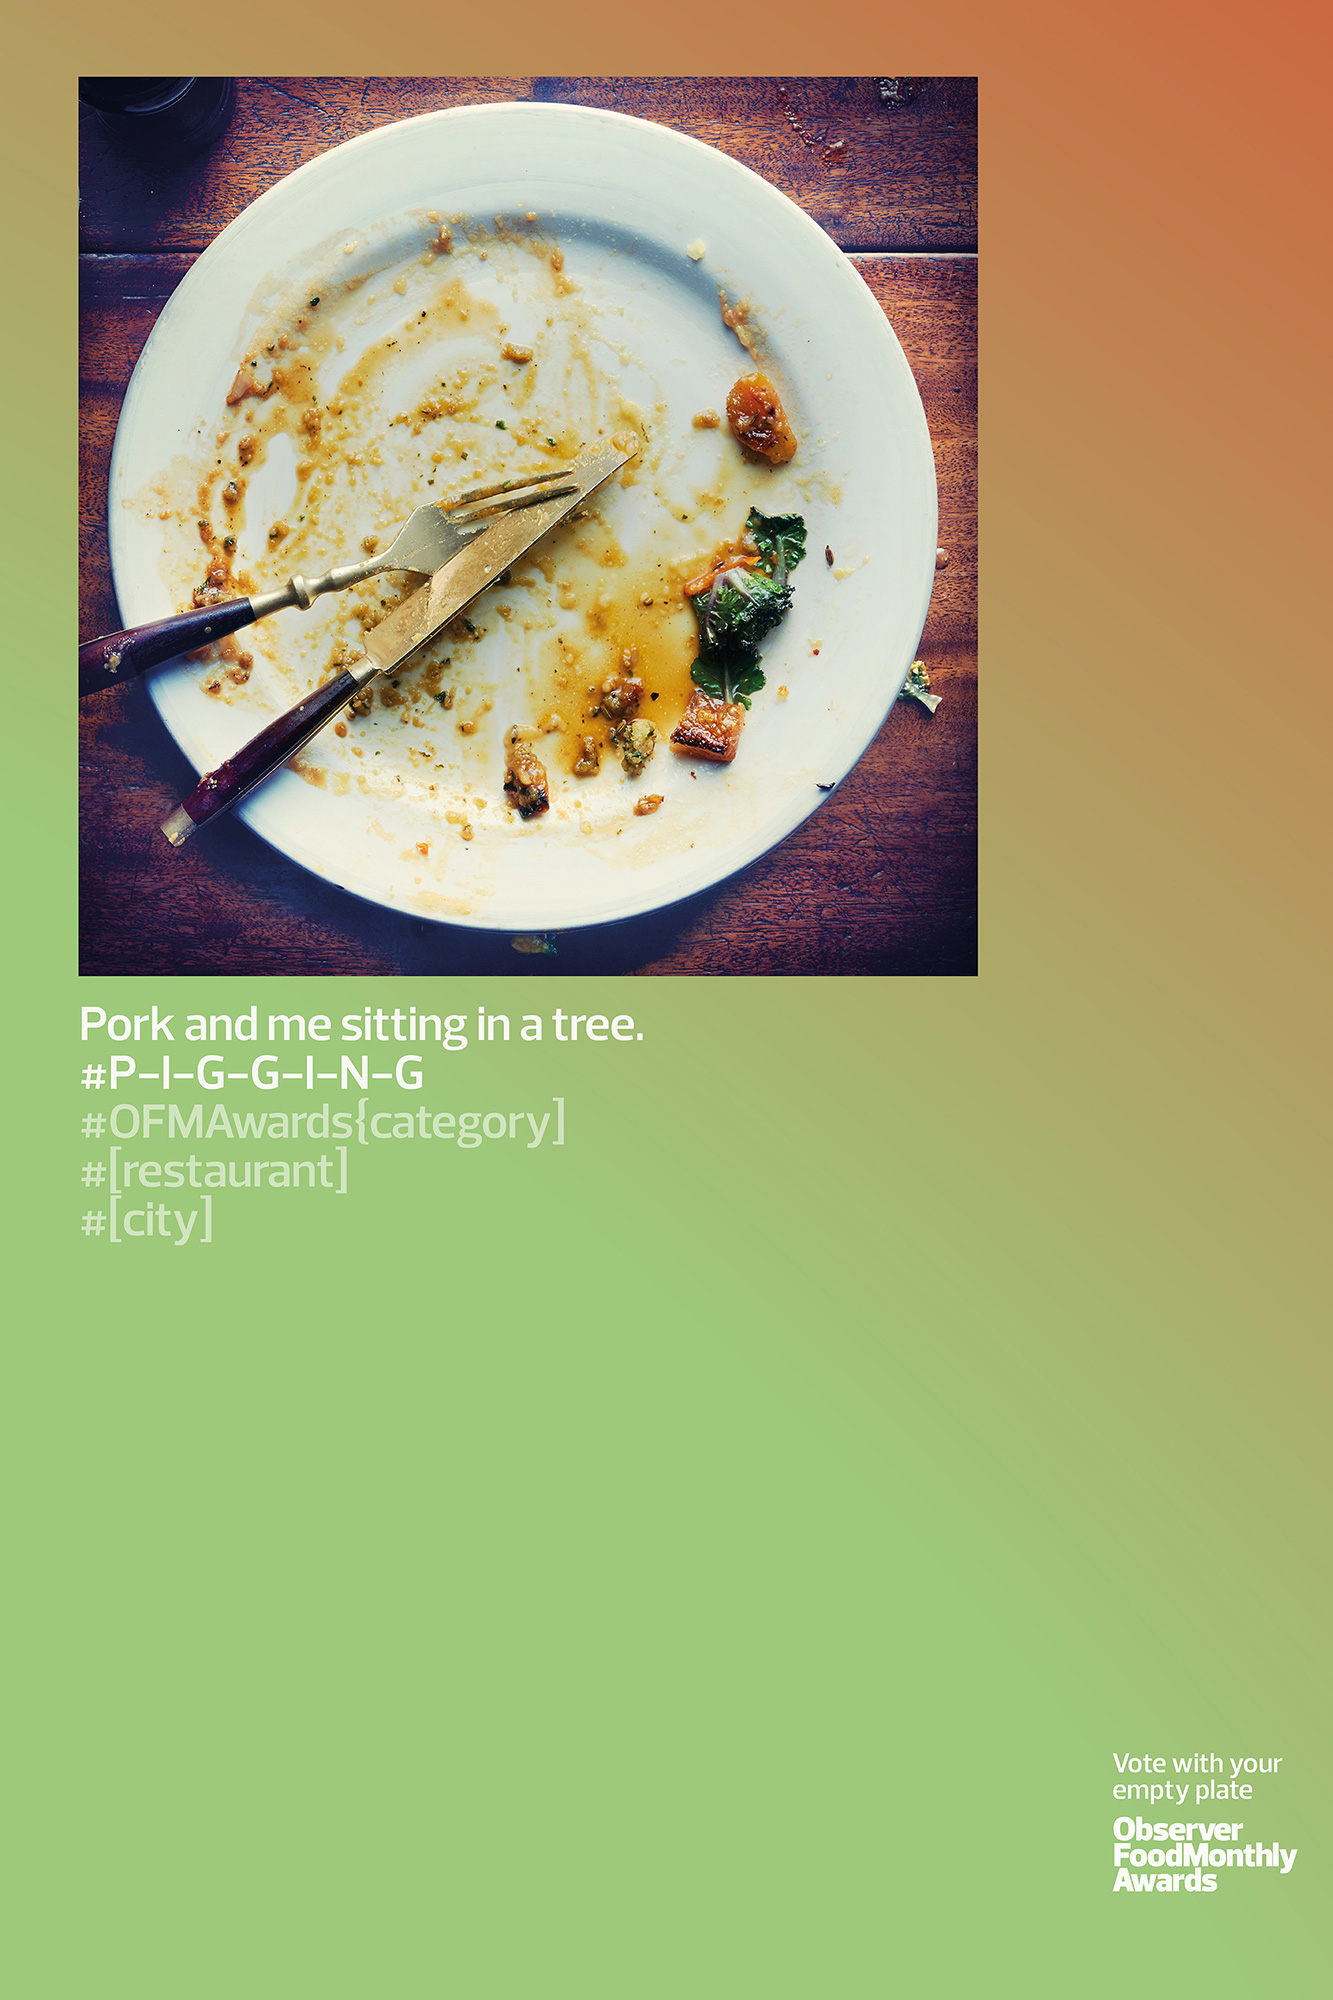 Pork and me sitting in a tree.
#P-I-G-G-I-N-G
#OFMAwards{category]
#[restaurant]
#[city]
Vote with your
empty plate
Observer
FoodMonthly
Awards